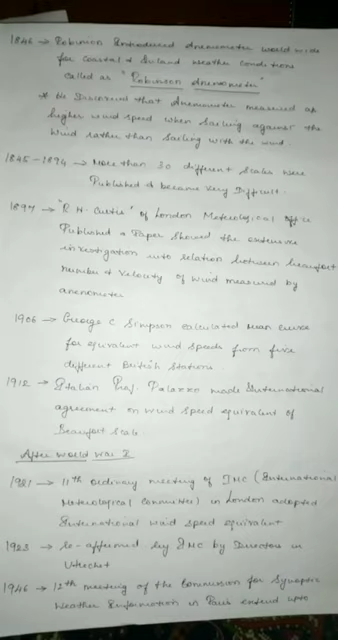 1846 → Robinson Introduced Anemometer world wide
for coastal & Inland weather conditions
called as "Robinson Anemometer"
* he Discovered that Anemometer measured as
higher wind speed when Sailing against the
wind rather than Sailing with the wind.
1845-1894 → More than 30 different Scales were
Published & became very Difficult.
1897 → "R. H. Curtis" of London Meterological office
Published a Paper Showed the extensive
investigation into relation between beaufort
number & velocity of wind measured by
anemometer
1906 → George C Simpson calculated mean curve
for equivalent wind speeds from five
different British Stations.
1912 → Italian Prof. Palazzo made International
agreement on wind speed equivalent of
Beaufort Scale.
After World War I
1921 → 11th ordinary meeting of IMC (International
Meterological Committee) in London adopted
International wind speed equivalent
1923 → Re-affirmed by IMC by Directors in
Utrecht
1946 → 12th meeting of the Commission for Synoptic
Weather Information in Paris extend upto